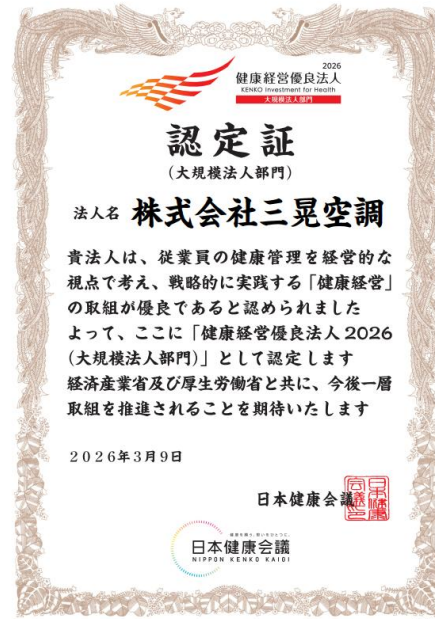 2026
健康経営優良法人
KENKO Investment for Health
大規模法人部門
認定証
(大規模法人部門)
法人名 株式会社三晃空調
貴法人は、従業員の健康管理を経営的な
視点で考え、戦略的に実践する「健康経営」
の取組が優良であると認められました
よって、ここに「健康経営優良法人2026
(大規模法人部門)」として認定します
経済産業省及び厚生労働省と共に、今後一層
取組を推進されることを期待いたします
2026年3月9日
日本健康会議
日本健康会議
NIPPON KENKO KAIGI